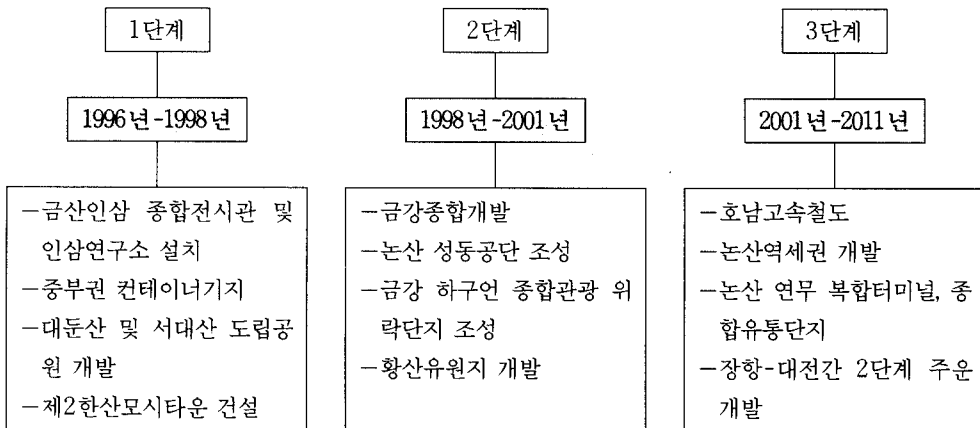 1단계
1996년-1998년
-금산인삼 종합전시관 및
인삼연구소 설치
-중부권 컨테이너기지
-대둔산 및 서대산 도립공
원 개발
-제2한산모시타운 건설
2단계
1998년-2001년
-금강종합개발
-논산 성동공단 조성
-금강 하구언 종합관광 위
락단지 조성
-황산유원지 개발
3단계
2001년-2011년
-호남고속철도
-논산역세권 개발
-논산 연무 복합터미널, 종
합유통단지
-장항-대전간 2단계 주운
개발